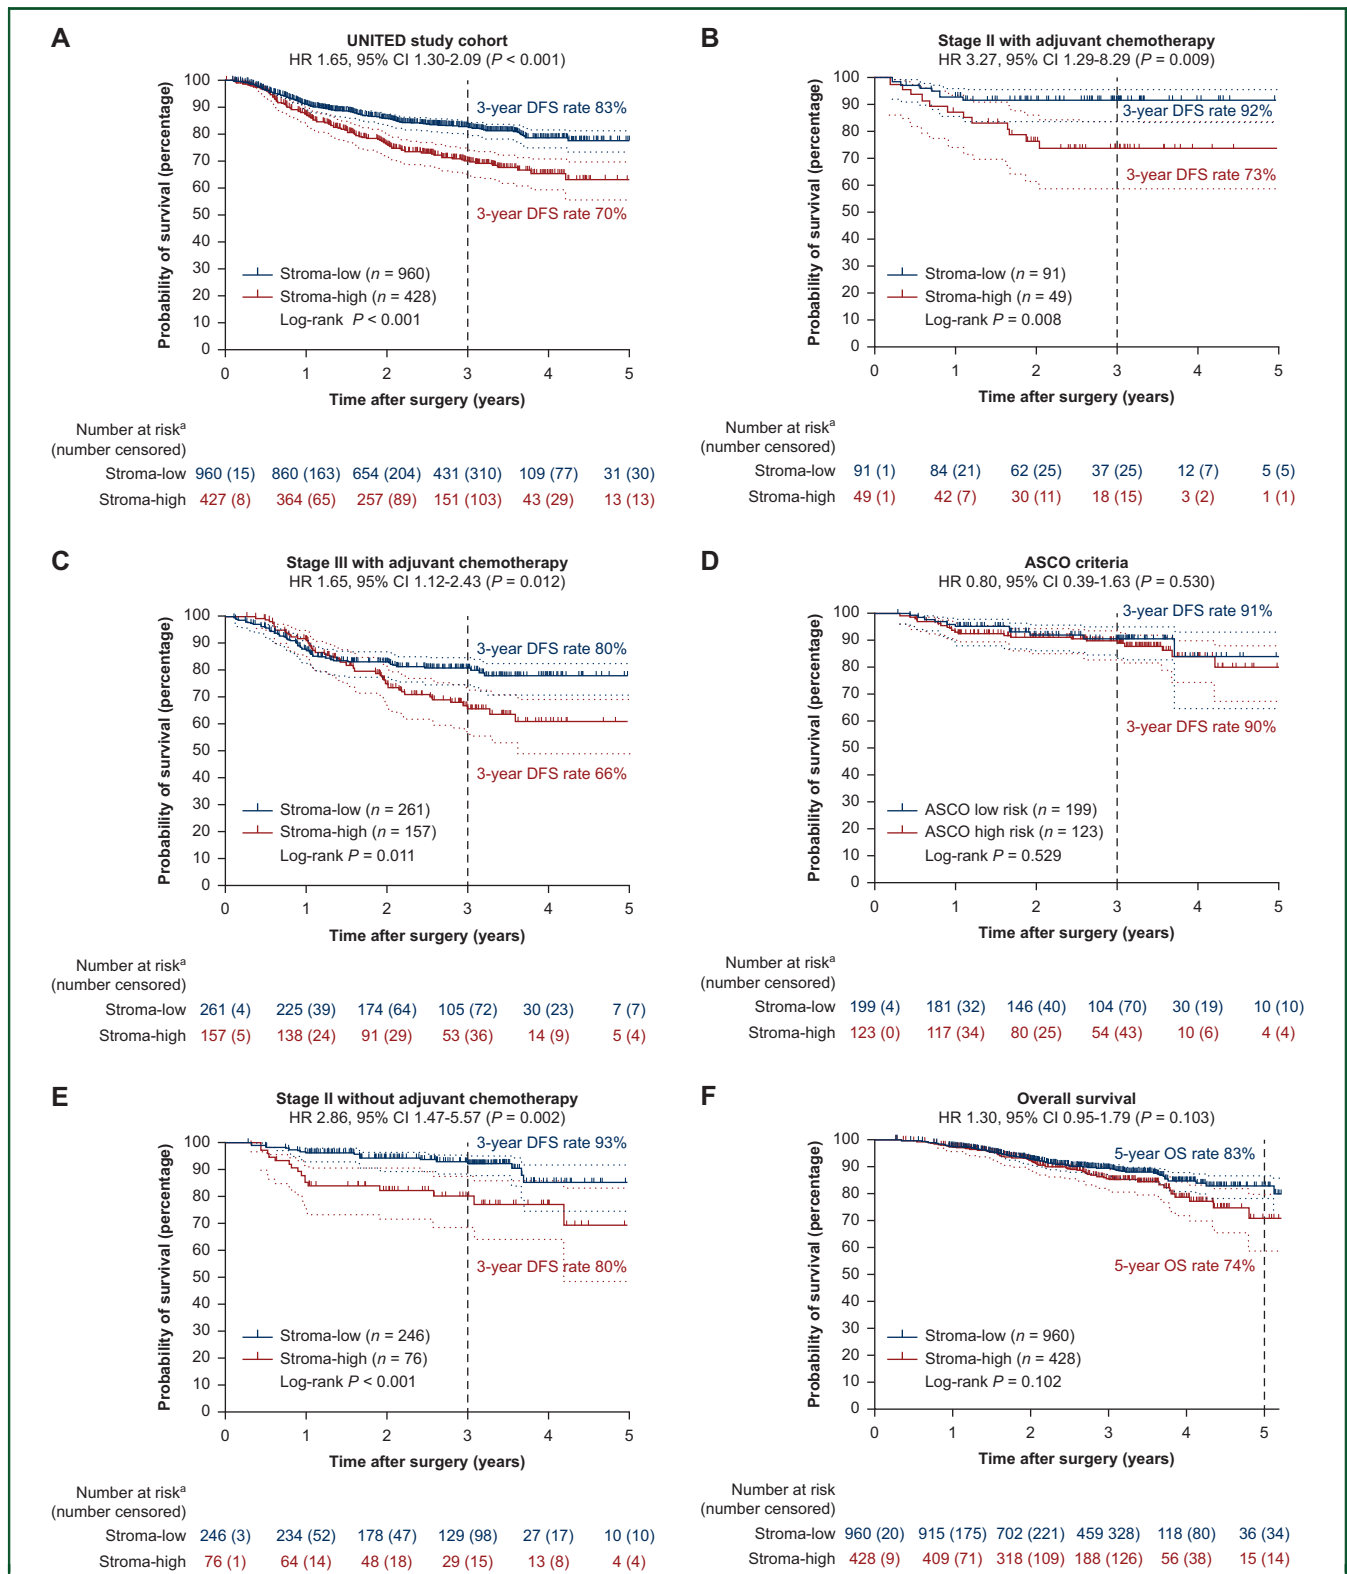 A
UNITED study cohort
HR 1.65, 95% CI 1.30-2.09 (P < 0.001)
Probability of survival (percentage)
100
90
80
70
60
50
40
30
20
10
0
3-year DFS rate 83%
3-year DFS rate 70%
Stroma-low (n = 960)
Stroma-high (n = 428)
Log-rank P < 0.001
0 1 2 3 4 5
Time after surgery (years)
Number at riskᵃ
(number censored)
Stroma-low 960 (15) 860 (163) 654 (204) 431 (310) 109 (77) 31 (30)
Stroma-high 427 (8) 364 (65) 257 (89) 151 (103) 43 (29) 13 (13)
B
Stage II with adjuvant chemotherapy
HR 3.27, 95% CI 1.29-8.29 (P = 0.009)
Probability of survival (percentage)
100
90
80
70
60
50
40
30
20
10
0
3-year DFS rate 92%
3-year DFS rate 73%
Stroma-low (n = 91)
Stroma-high (n = 49)
Log-rank P = 0.008
0 1 2 3 4 5
Time after surgery (years)
Number at riskᵃ
(number censored)
Stroma-low 91 (1) 84 (21) 62 (25) 37 (25) 12 (7) 5 (5)
Stroma-high 49 (1) 42 (7) 30 (11) 18 (15) 3 (2) 1 (1)
C
Stage III with adjuvant chemotherapy
HR 1.65, 95% CI 1.12-2.43 (P = 0.012)
Probability of survival (percentage)
100
90
80
70
60
50
40
30
20
10
0
3-year DFS rate 80%
3-year DFS rate 66%
Stroma-low (n = 261)
Stroma-high (n = 157)
Log-rank P = 0.011
0 1 2 3 4 5
Time after surgery (years)
Number at riskᵃ
(number censored)
Stroma-low 261 (4) 225 (39) 174 (64) 105 (72) 30 (23) 7 (7)
Stroma-high 157 (5) 138 (24) 91 (29) 53 (36) 14 (9) 5 (4)
D
ASCO criteria
HR 0.80, 95% CI 0.39-1.63 (P = 0.530)
Probability of survival (percentage)
100
90
80
70
60
50
40
30
20
10
0
3-year DFS rate 91%
3-year DFS rate 90%
ASCO low risk (n = 199)
ASCO high risk (n = 123)
Log-rank P = 0.529
0 1 2 3 4 5
Time after surgery (years)
Number at riskᵃ
(number censored)
Stroma-low 199 (4) 181 (32) 146 (40) 104 (70) 30 (19) 10 (10)
Stroma-high 123 (0) 117 (34) 80 (25) 54 (43) 10 (6) 4 (4)
E
Stage II without adjuvant chemotherapy
HR 2.86, 95% CI 1.47-5.57 (P = 0.002)
Probability of survival (percentage)
100
90
80
70
60
50
40
30
20
10
0
3-year DFS rate 93%
3-year DFS rate 80%
Stroma-low (n = 246)
Stroma-high (n = 76)
Log-rank P < 0.001
0 1 2 3 4 5
Time after surgery (years)
Number at riskᵃ
(number censored)
Stroma-low 246 (3) 234 (52) 178 (47) 129 (98) 27 (17) 10 (10)
Stroma-high 76 (1) 64 (14) 48 (18) 29 (15) 13 (8) 4 (4)
F
Overall survival
HR 1.30, 95% CI 0.95-1.79 (P = 0.103)
Probability of survival (percentage)
100
90
80
70
60
50
40
30
20
10
0
5-year OS rate 83%
5-year OS rate 74%
Stroma-low (n = 960)
Stroma-high (n = 428)
Log-rank P = 0.102
0 1 2 3 4 5
Time after surgery (years)
Number at risk
(number censored)
Stroma-low 960 (20) 915 (175) 702 (221) 459 328) 118 (80) 36 (34)
Stroma-high 428 (9) 409 (71) 318 (109) 188 (126) 56 (38) 15 (14)